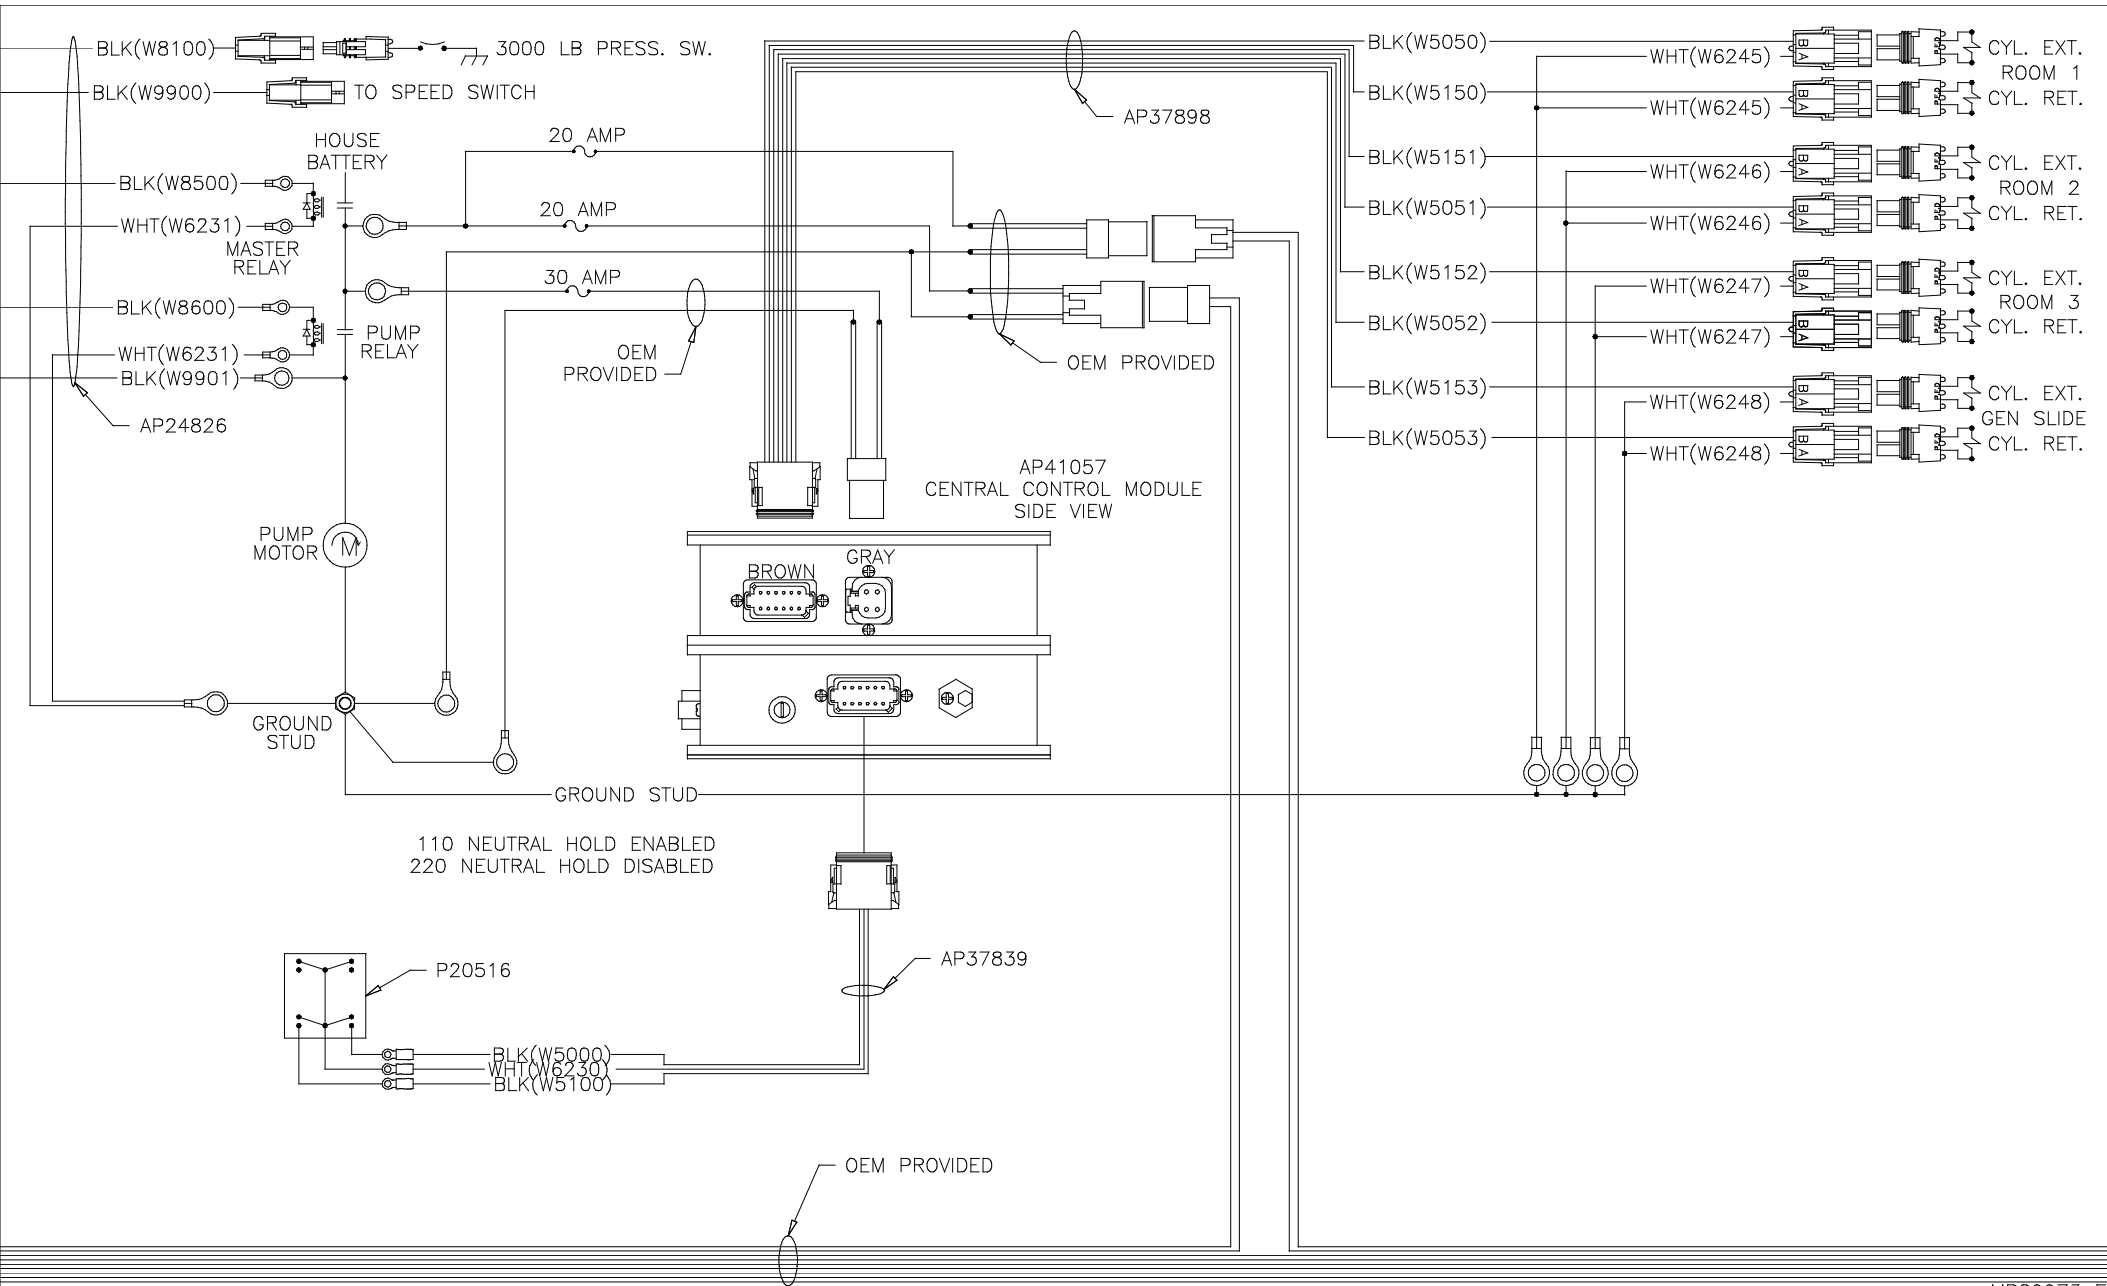 BLK(W8100)
3000 LB PRESS. SW.
BLK(W9900)
TO SPEED SWITCH
HOUSE
BATTERY
BLK(W8500)
WHT(W6231)
MASTER
RELAY
BLK(W8600)
PUMP
RELAY
WHT(W6231)
BLK(W9901)
AP24826
20 AMP
20 AMP
30 AMP
OEM
PROVIDED
OEM PROVIDED
AP37898
BLK(W5050)
WHT(W6245)
B
A
CYL. EXT.
ROOM 1
BLK(W5150)
WHT(W6245)
B
A
CYL. RET.
BLK(W5151)
WHT(W6246)
B
A
CYL. EXT.
ROOM 2
BLK(W5051)
WHT(W6246)
B
A
CYL. RET.
BLK(W5152)
WHT(W6247)
B
A
CYL. EXT.
ROOM 3
BLK(W5052)
WHT(W6247)
B
A
CYL. RET.
BLK(W5153)
WHT(W6248)
B
A
CYL. EXT.
GEN SLIDE
BLK(W5053)
WHT(W6248)
B
A
CYL. RET.
AP41057
CENTRAL CONTROL MODULE
SIDE VIEW
PUMP
MOTOR
M
GRAY
BROWN
GROUND
STUD
GROUND STUD
110 NEUTRAL HOLD ENABLED
220 NEUTRAL HOLD DISABLED
P20516
AP37839
BLK(W5000)
WHT(W6230)
BLK(W5100)
OEM PROVIDED